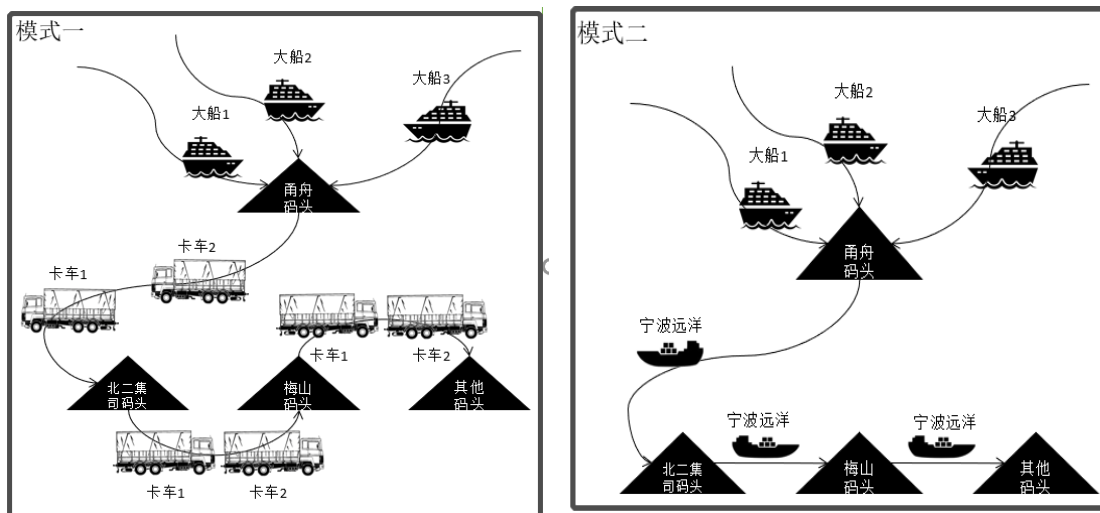 模式一
大船2
大船3
大船1
甬舟
码头
卡车2
卡车1
卡车1
卡车2
北二集
司码头
梅山
码头
其他
码头
卡车1
卡车2
模式二
大船2
大船3
大船1
甬舟
码头
宁波远洋
宁波远洋
宁波远洋
北二集
司码头
梅山
码头
其他
码头